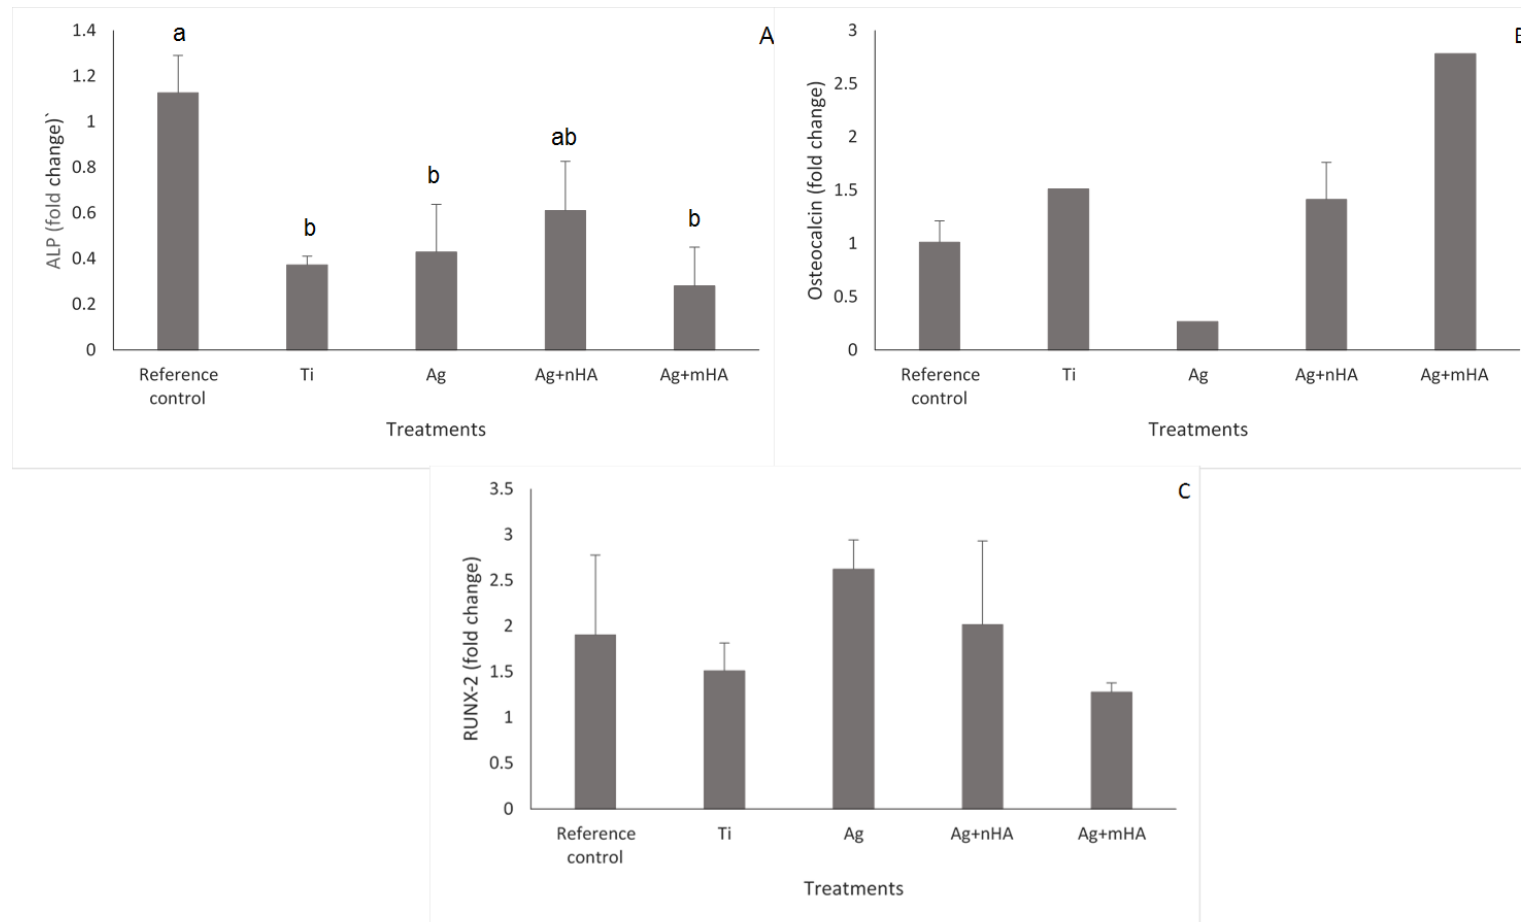 A
ALP (fold change)`
1.4
1.2
1
0.8
0.6
0.4
0.2
0
a
b
b
ab
b
Reference control
Ti
Ag
Ag+nHA
Ag+mHA
Treatments
Osteocalcin (fold change)
3
2.5
2
1.5
1
0.5
0
Reference control
Ti
Ag
Ag+nHA
Ag+mHA
Treatments
C
RUNX-2 (fold change)
3.5
3
2.5
2
1.5
1
0.5
0
Reference control
Ti
Ag
Ag+nHA
Ag+mHA
Treatments